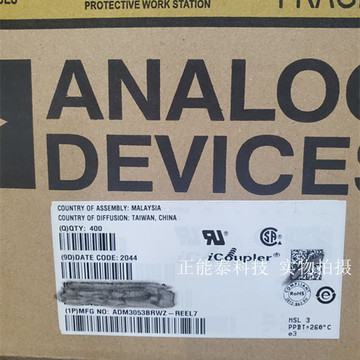 PROTECTIVE WORK STATION
ANALOG
DEVICES
COUNTRY OF ASSEMBLY: MALAYSIA
COUNTRY OF DIFFUSION: TAIWAN, CHINA
(Q)QTY: 400
(9D)DATE CODE: 2044
iCoupler
正能泰科技 实物拍摄
Compliant
RoHS
(1P)MFG NO: ADM3053BRWZ-REEL7
MSL 3
PPBT=260°C
e3